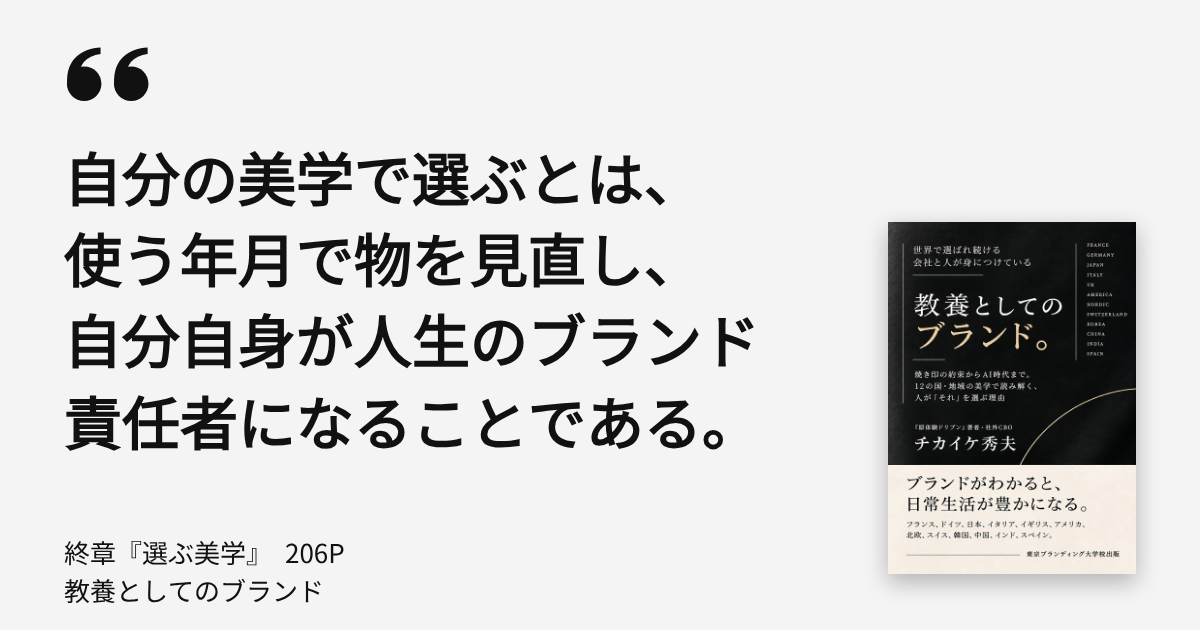 “
自分の美学で選ぶとは、
使う年月で物を見直し、
自分自身が人生のブランド
責任者になることである。
終章『選ぶ美学』 206P
教養としてのブランド
世界で選ばれ続ける
会社と人が身につけている
教養としての
ブランド。
焼き印の約束からAI時代まで。
12の国・地域の美学で読み解く、
人が「それ」を選ぶ理由
『原体験ドリブン』著者・社外CBO
チカイケ秀夫
FRANCE
GERMANY
JAPAN
ITALY
UK
AMERICA
NORDIC
SWITZERLAND
KOREA
CHINA
INDIA
SPAIN
ブランドがわかると、
日常生活が豊かになる。
フランス、ドイツ、日本、イタリア、イギリス、アメリカ、
北欧、スイス、韓国、中国、インド、スペイン。
東京ブランディング大学校出版